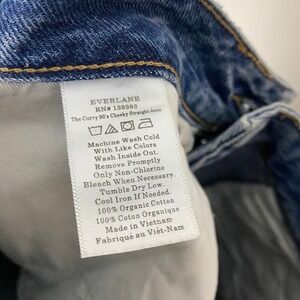 EVERLANE
RN# 139393
The Curvy 90's Cheeky Straight Jean
Machine Wash Cold
With Like Colors
Wash Inside Out.
Remove Promptly
Only Non-Chlorine
Bleach When Necessary.
Tumble Dry Low.
Cool Iron If Needed.
100% Organic Cotton
100% Coton Organique
Made in Vietnam
Fabriqué au Viêt-Nam